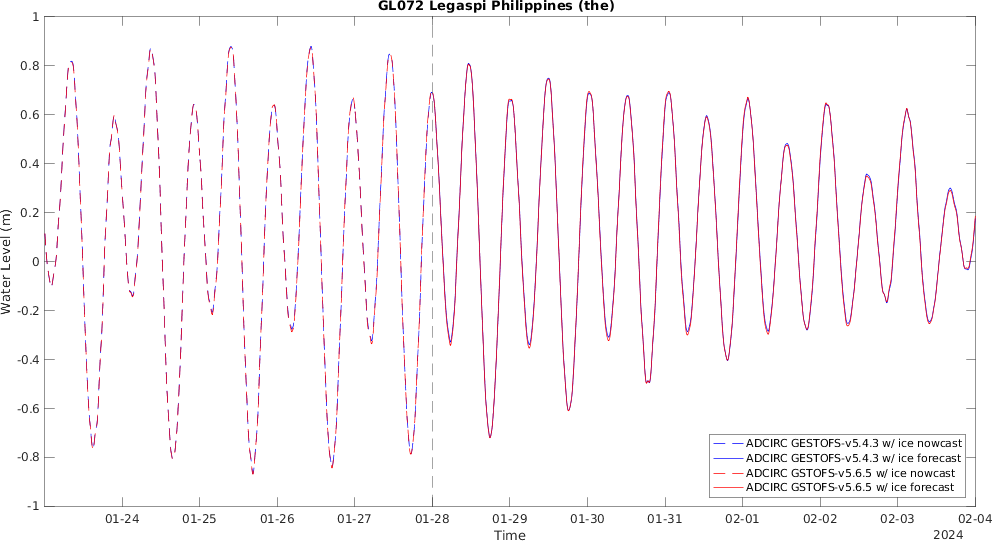 GL072 Legaspi Philippines (the)
Water Level (m)
1
0.8
0.6
0.4
0.2
0
-0.2
-0.4
-0.6
-0.8
-1
ADCIRC GESTOFS-v5.4.3 w/ ice nowcast
ADCIRC GESTOFS-v5.4.3 w/ ice forecast
ADCIRC GSTOFS-v5.6.5 w/ ice nowcast
ADCIRC GSTOFS-v5.6.5 w/ ice forecast
01-24 01-25 01-26 01-27 01-28 01-29 01-30 01-31 02-01 02-02 02-03 02-04
Time
2024